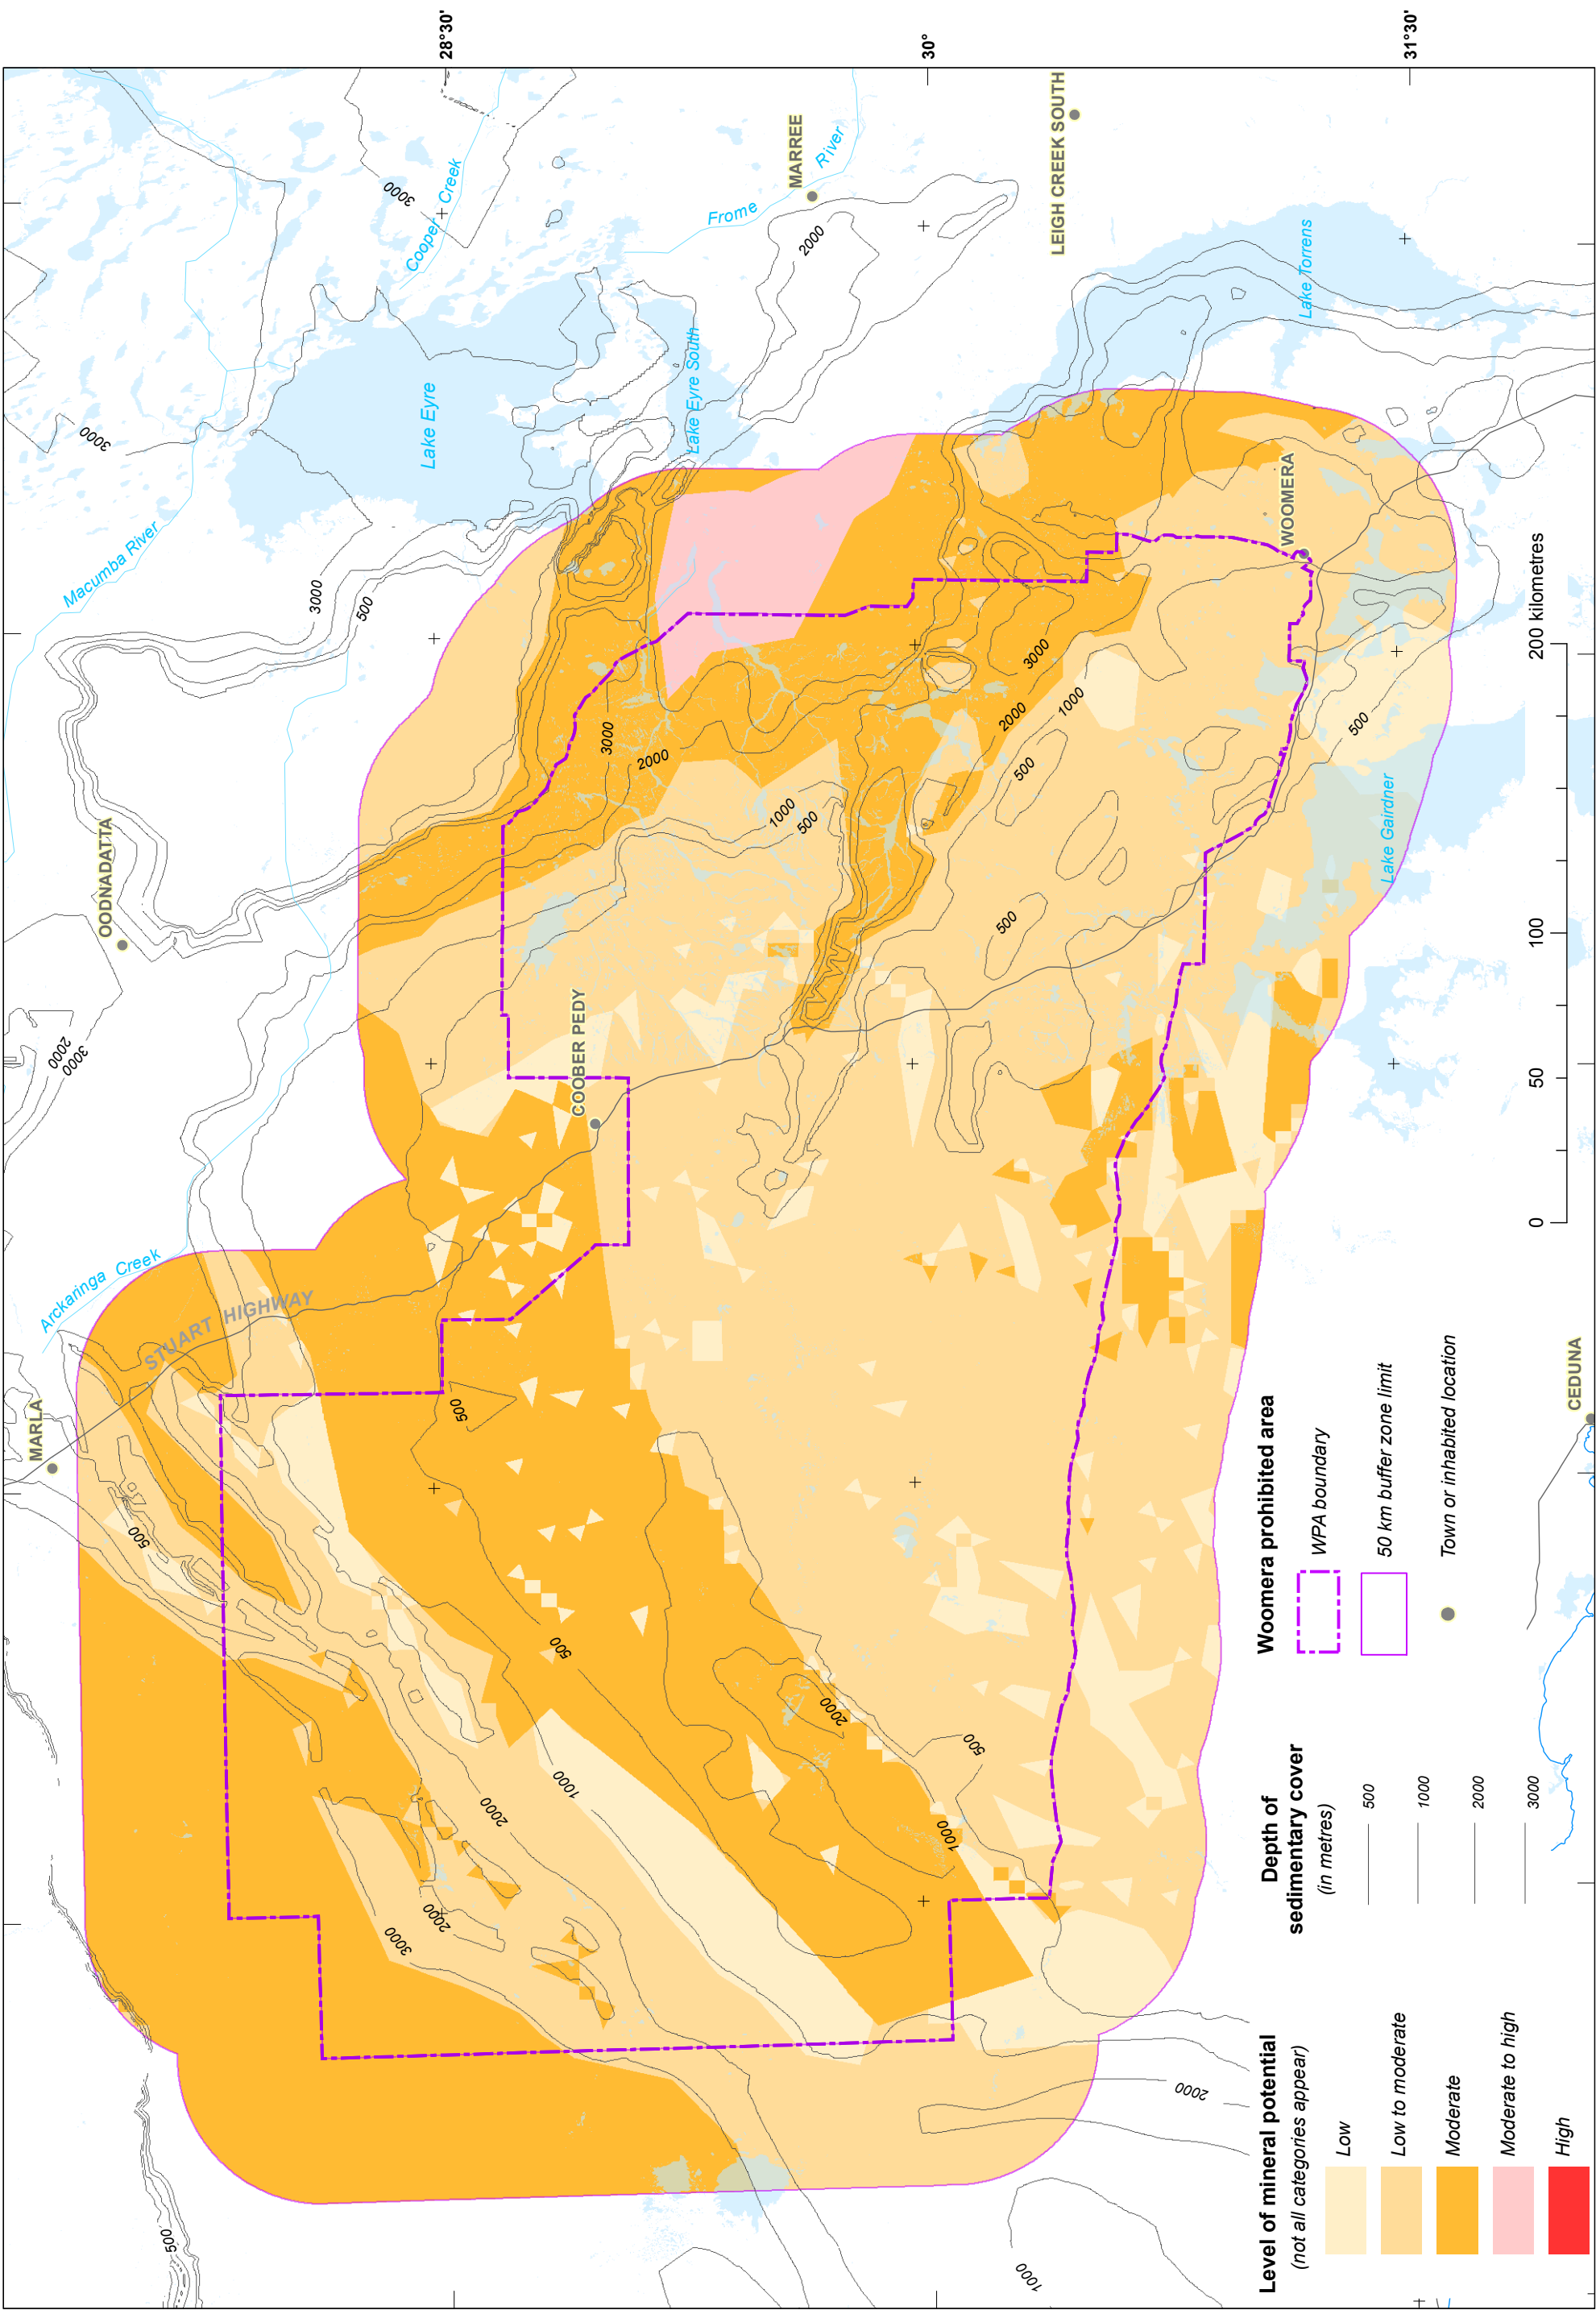 MARLA
Arckaringa Creek
STUART HIGHWAY
OODNADATTA
Macumba River
2000
3000
500
3000
500
3000
3000
Lake Eyre
Cooper Creek
28°30'
500
3000
2000
2000
500
500
1000
COOBER PEDY
3000
2000
Lake Eyre South
Frome River
MARREE
2000
2000
1000
500
30°
1000
500
500
500
2000
3000
1000
LEIGH CREEK SOUTH
1000
2000
WOOMERA
Lake Torrens
500
Lake Gairdner
31°30'
Level of mineral potential
(not all categories appear)
Low
Low to moderate
Moderate
Moderate to high
High
Depth of
sedimentary cover
(in metres)
500
1000
2000
3000
Woomera prohibited area
WPA boundary
50 km buffer zone limit
Town or inhabited location
0 50 100 200 kilometres
CEDUNA